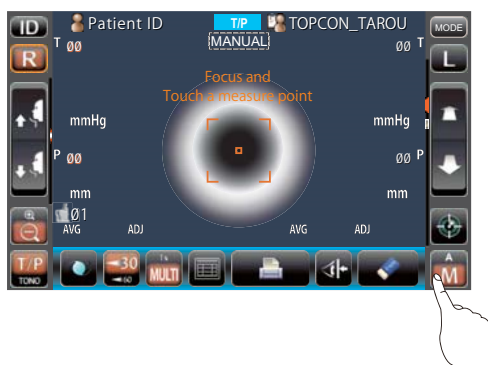 ID
Patient ID
T/P
TOPCON_TAROU
MODE
MANUAL
R
T 00
00 T
L
Focus and
Touch a measure point
mmHg
mmHg
P 00
00 P
mm
mm
01
AVG
ADJ
AVG
ADJ
T/P
TONO
30
60
MULTI
A
M